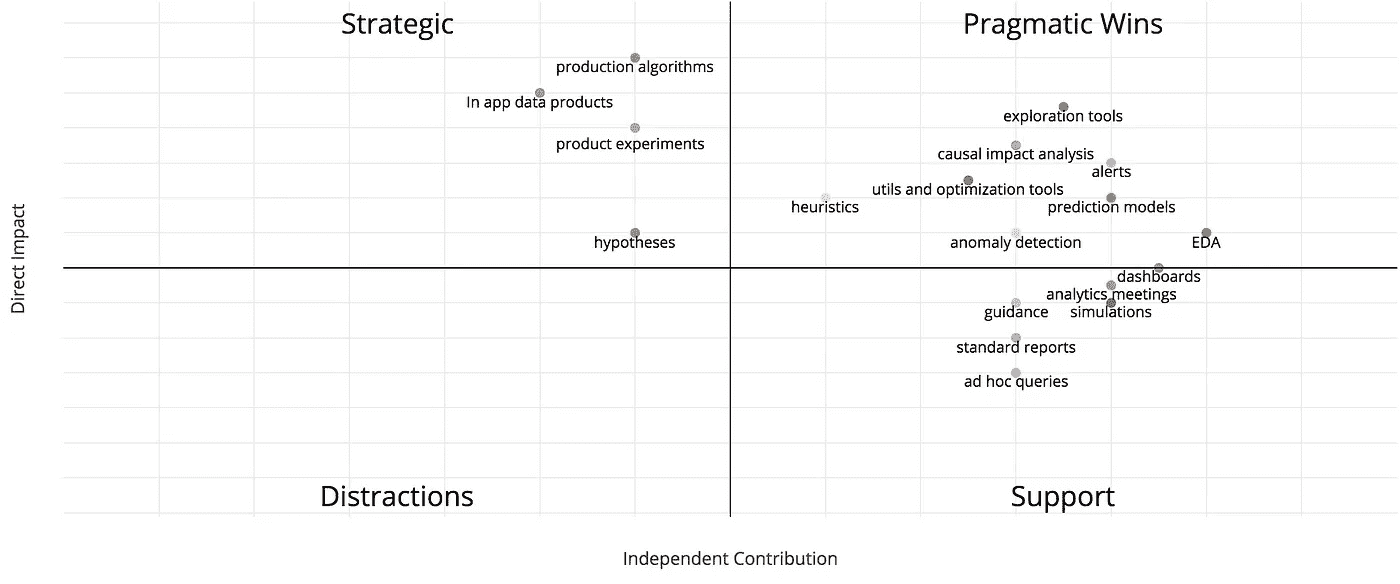 Strategic
Pragmatic Wins
production algorithms
In app data products
exploration tools
product experiments
causal impact analysis
alerts
utils and optimization tools
heuristics
prediction models
hypotheses
anomaly detection
EDA
Direct Impact
dashboards
analytics meetings
guidance
simulations
standard reports
ad hoc queries
Distractions
Support
Independent Contribution